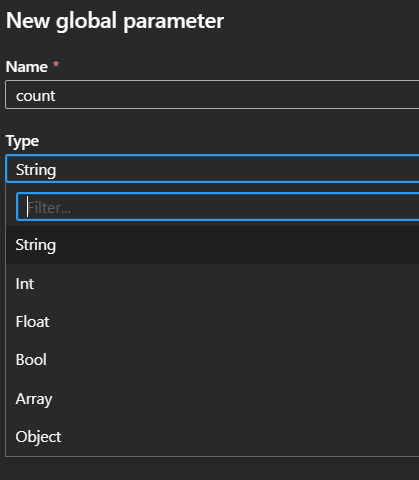 New global parameter
Name *
count
Type
String
Filter...
String
Int
Float
Bool
Array
Object